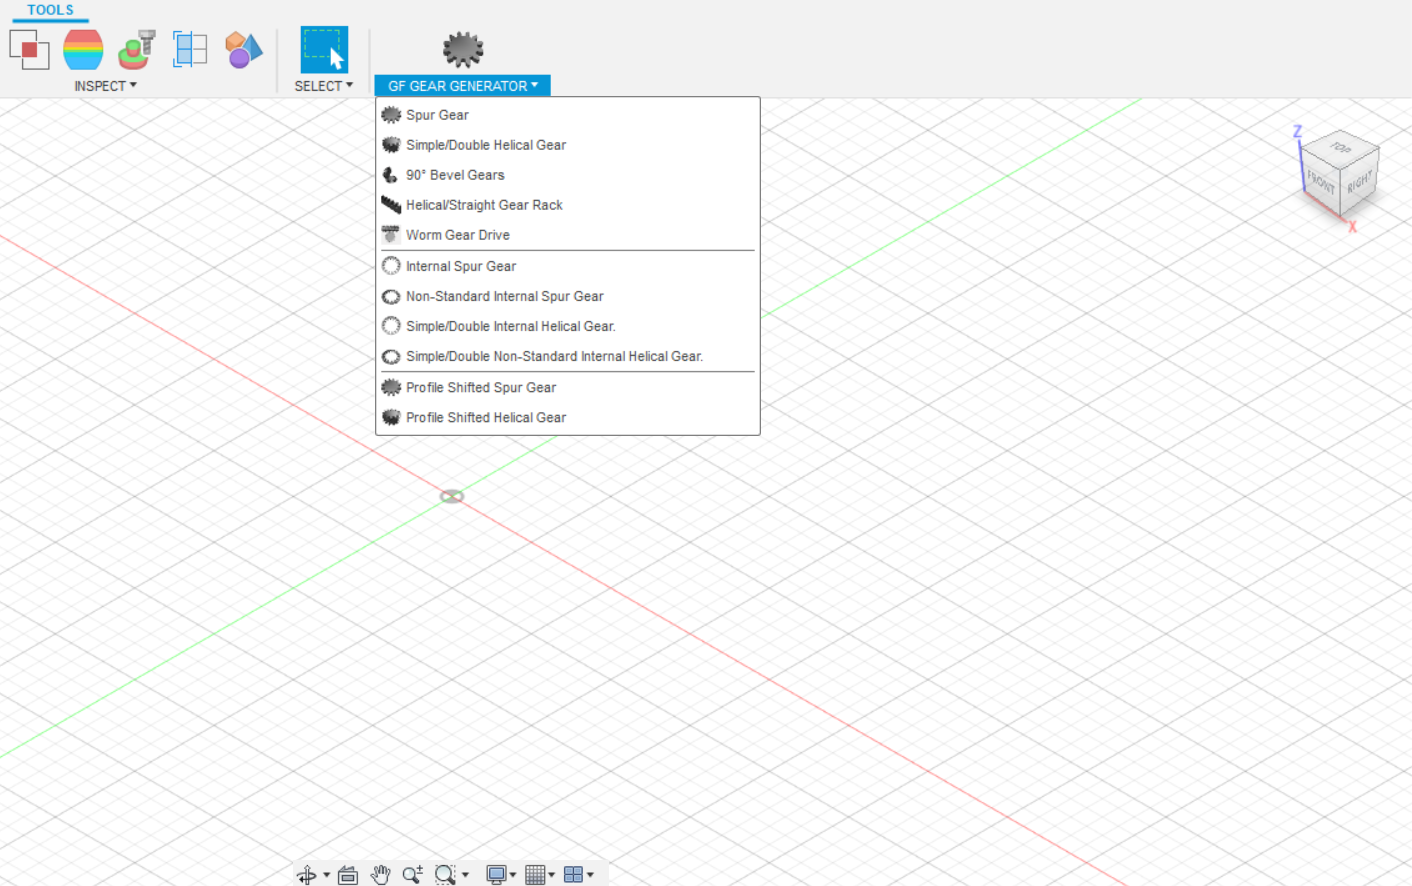 TOOLS
INSPECT
SELECT
GF GEAR GENERATOR
Spur Gear
Simple/Double Helical Gear
90° Bevel Gears
Helical/Straight Gear Rack
Worm Gear Drive
Internal Spur Gear
Non-Standard Internal Spur Gear
Simple/Double Internal Helical Gear.
Simple/Double Non-Standard Internal Helical Gear.
Profile Shifted Spur Gear
Profile Shifted Helical Gear
Z
TOP
FRONT
RIGHT
X